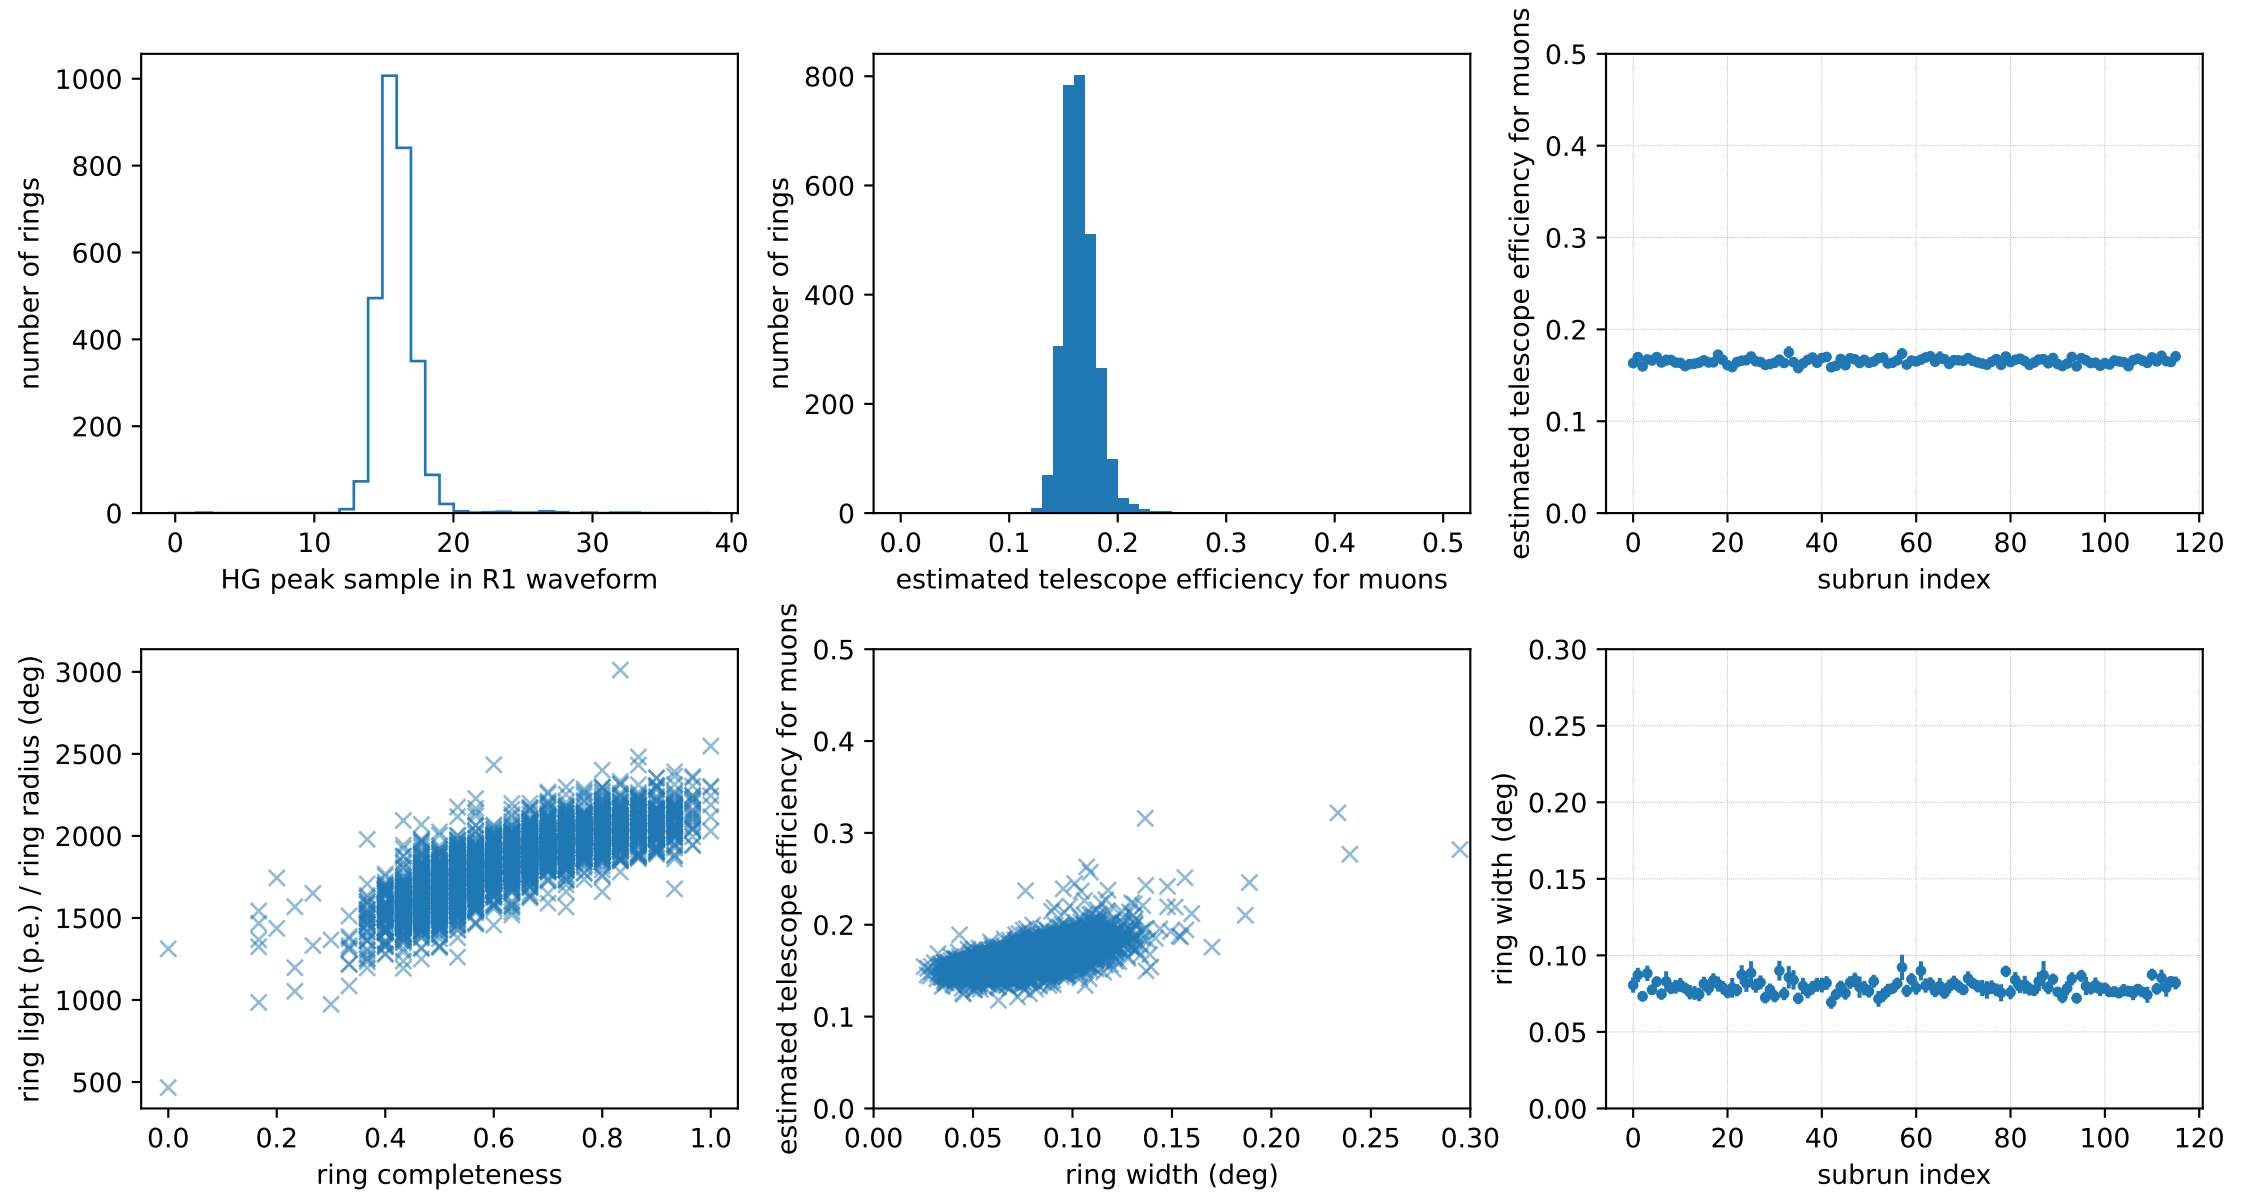 1000
800
600
400
200
0
number of rings
0 10 20 30 40
HG peak sample in R1 waveform
800
600
400
200
0
number of rings
0.0 0.1 0.2 0.3 0.4 0.5
estimated telescope efficiency for muons
0.5
0.4
0.3
0.2
0.1
0.0
estimated telescope efficiency for muons
0 20 40 60 80 100 120
subrun index
3000
2500
2000
1500
1000
500
ring light (p.e.) / ring radius (deg)
0.0 0.2 0.4 0.6 0.8 1.0
ring completeness
0.5
0.4
0.3
0.2
0.1
0.0
estimated telescope efficiency for muons
0.00 0.05 0.10 0.15 0.20 0.25 0.30
ring width (deg)
0.30
0.25
0.20
0.15
0.10
0.05
0.00
ring width (deg)
0 20 40 60 80 100 120
subrun index